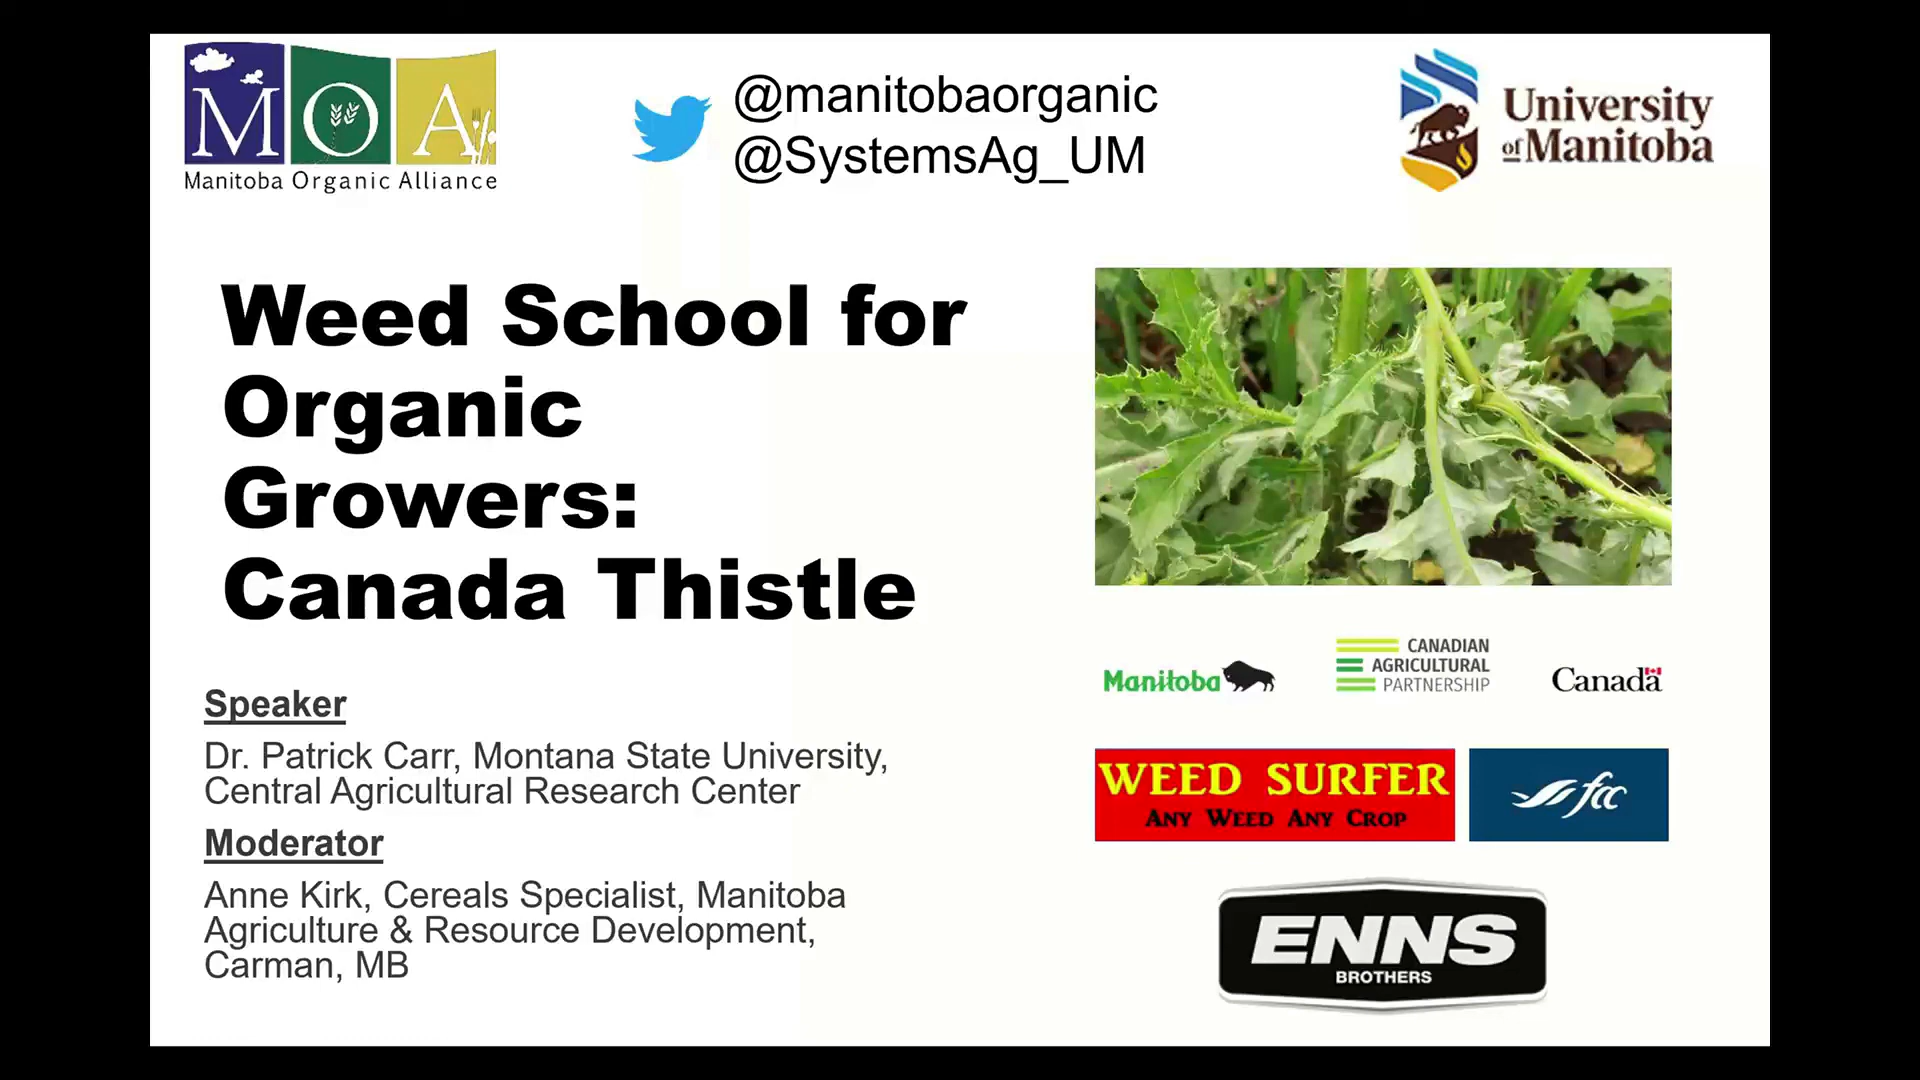 MOA
Manitoba Organic Alliance
@manitobaorganic
@SystemsAg_UM
University
of Manitoba
Weed School for
Organic
Growers:
Canada Thistle
Speaker
Dr. Patrick Carr, Montana State University,
Central Agricultural Research Center
Moderator
Anne Kirk, Cereals Specialist, Manitoba
Agriculture & Resource Development,
Carman, MB
Manitoba
CANADIAN
AGRICULTURAL
PARTNERSHIP
Canada
WEED SURFER
ANY WEED ANY CROP
fcc
ENNS
BROTHERS